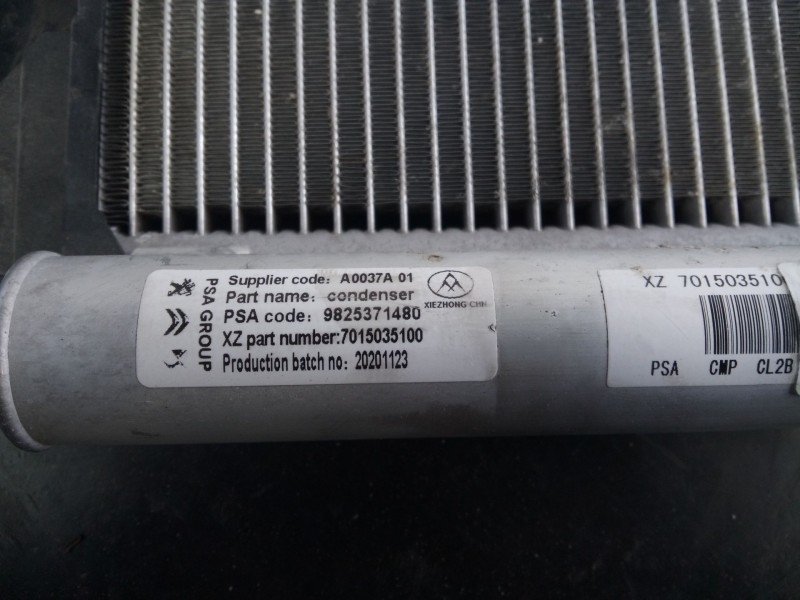 Supplier code: A0037A 01
Part name: condenser
PSA code: 9825371480
XZ part number:7015035100
Production batch no: 20201123
PSA GROUP
XIEZHONG CHN
XZ 701503510
PSA CMP CL2B